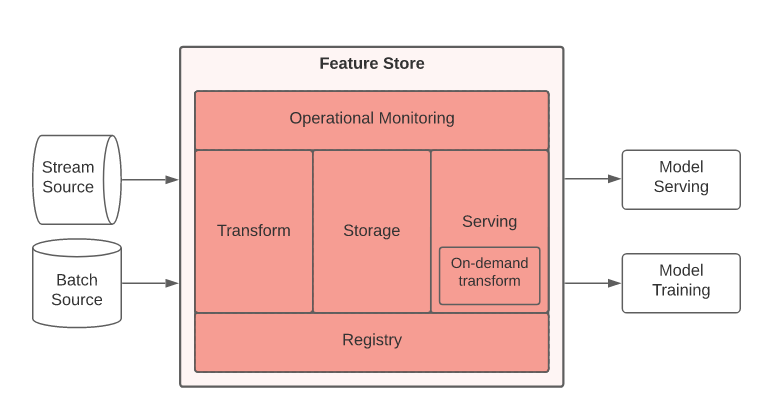 Feature Store
Operational Monitoring
Stream
Source
Batch
Source
Transform
Storage
Serving
On-demand
transform
Registry
Model
Serving
Model
Training